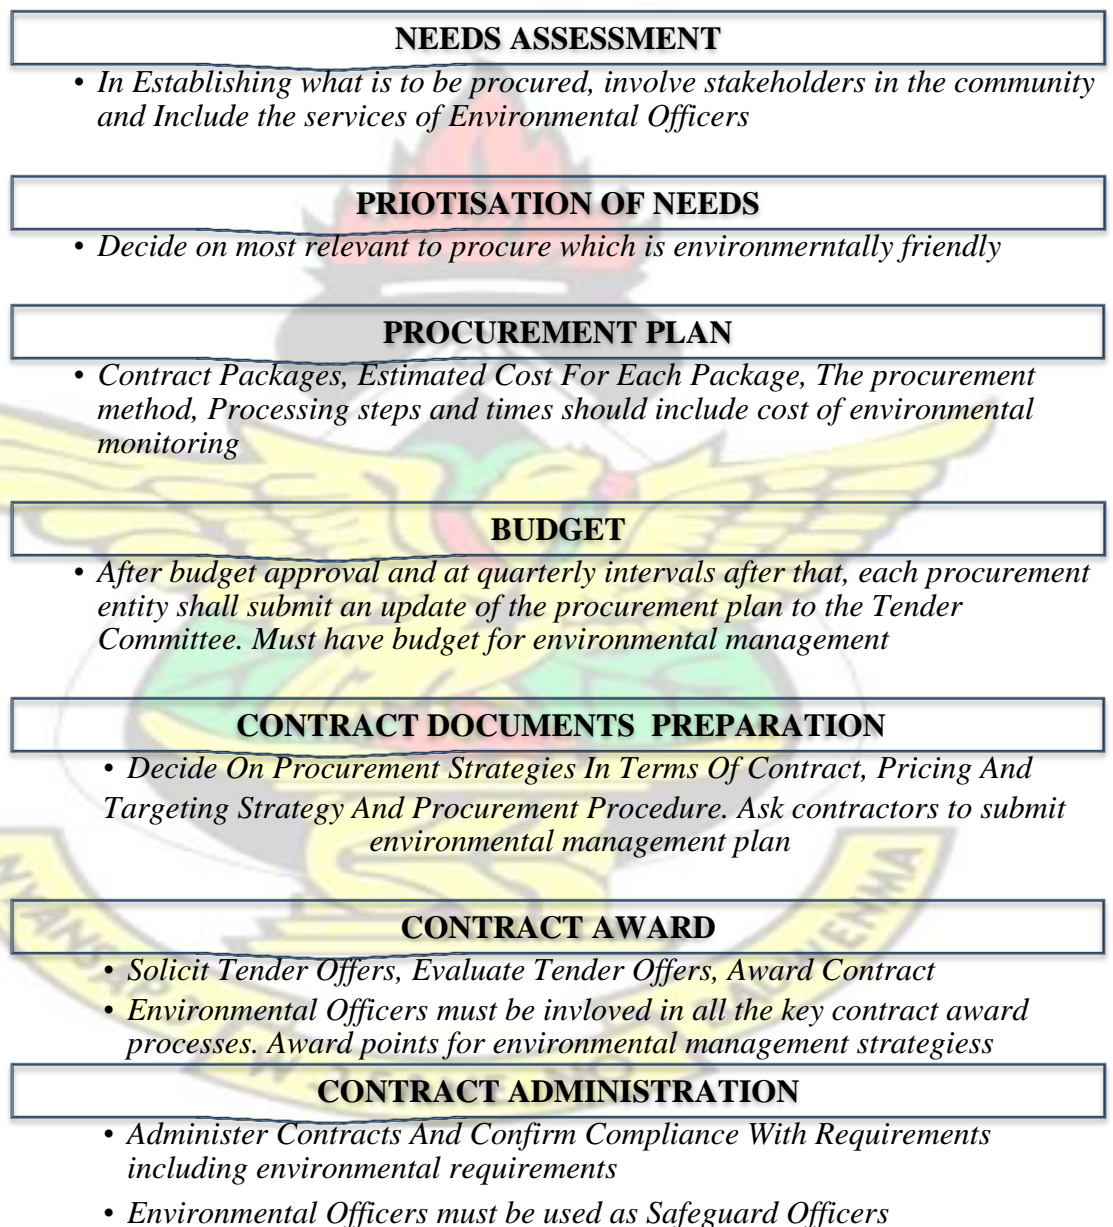 NEEDS ASSESSMENT
• In Establishing what is to be procured, involve stakeholders in the community
and Include the services of Environmental Officers
PRIOTISATION OF NEEDS
• Decide on most relevant to procure which is environmerntally friendly
PROCUREMENT PLAN
• Contract Packages, Estimated Cost For Each Package, The procurement
method, Processing steps and times should include cost of environmental
monitoring
BUDGET
• After budget approval and at quarterly intervals after that, each procurement
entity shall submit an update of the procurement plan to the Tender
Committee. Must have budget for environmental management
CONTRACT DOCUMENTS PREPARATION
• Decide On Procurement Strategies In Terms Of Contract, Pricing And
Targeting Strategy And Procurement Procedure. Ask contractors to submit
environmental management plan
CONTRACT AWARD
• Solicit Tender Offers, Evaluate Tender Offers, Award Contract
• Environmental Officers must be invloved in all the key contract award
processes. Award points for environmental management strategiess
CONTRACT ADMINISTRATION
• Administer Contracts And Confirm Compliance With Requirements
including environmental requirements
• Environmental Officers must be used as Safeguard Officers